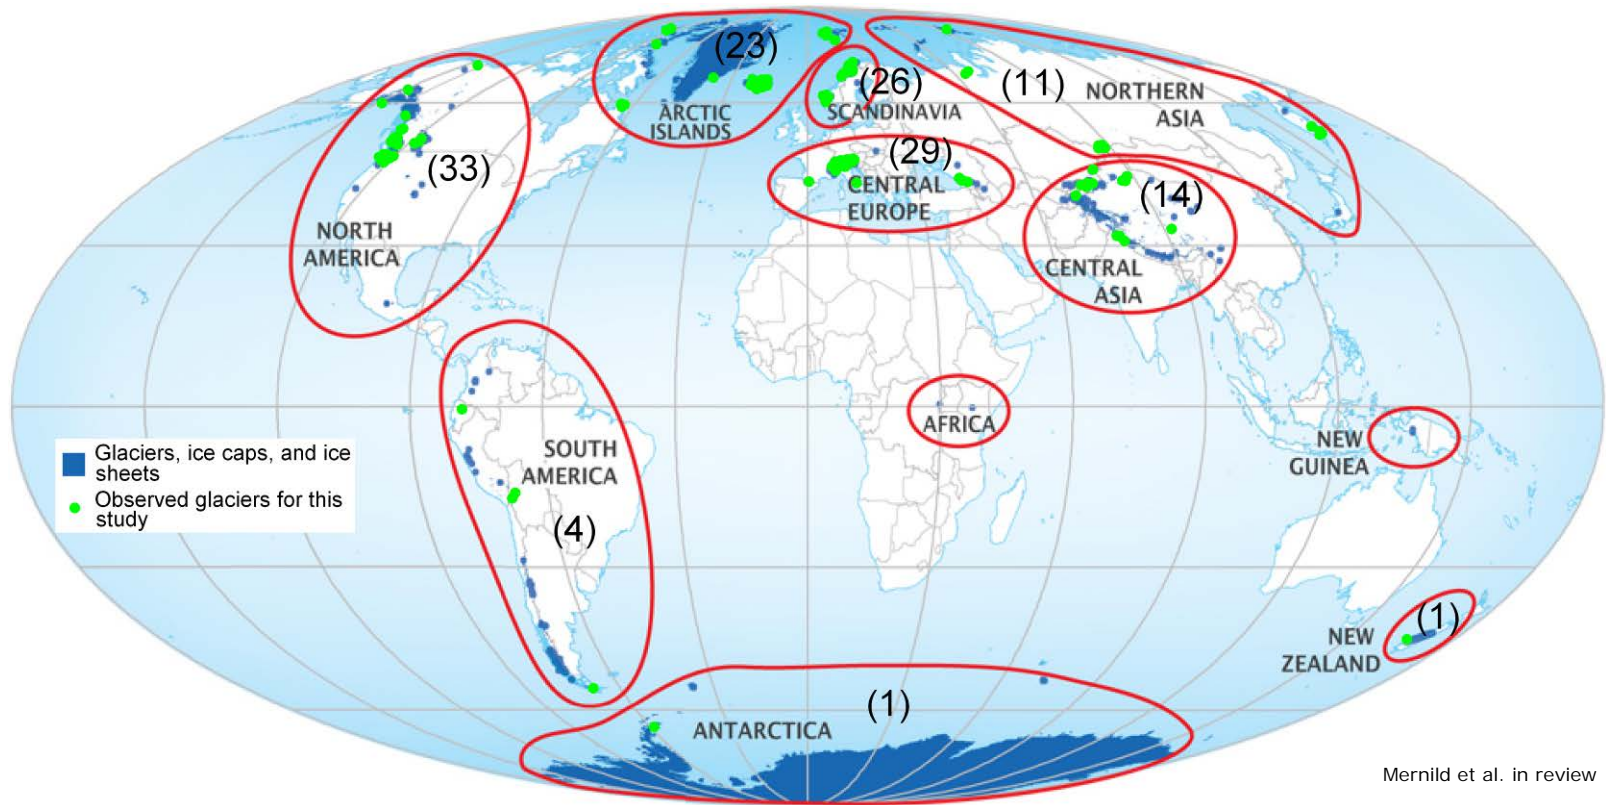 (23)
ARCTIC
ISLANDS
(26)
SCANDINAVIA
(11)
NORTHERN
ASIA
(33)
NORTH
AMERICA
(29)
CENTRAL
EUROPE
(14)
CENTRAL
ASIA
AFRICA
SOUTH
AMERICA
(4)
NEW
GUINEA
Glaciers, ice caps, and ice
sheets
Observed glaciers for this
study
(1)
NEW
ZEALAND
(1)
ANTARCTICA
Mernild et al. in review